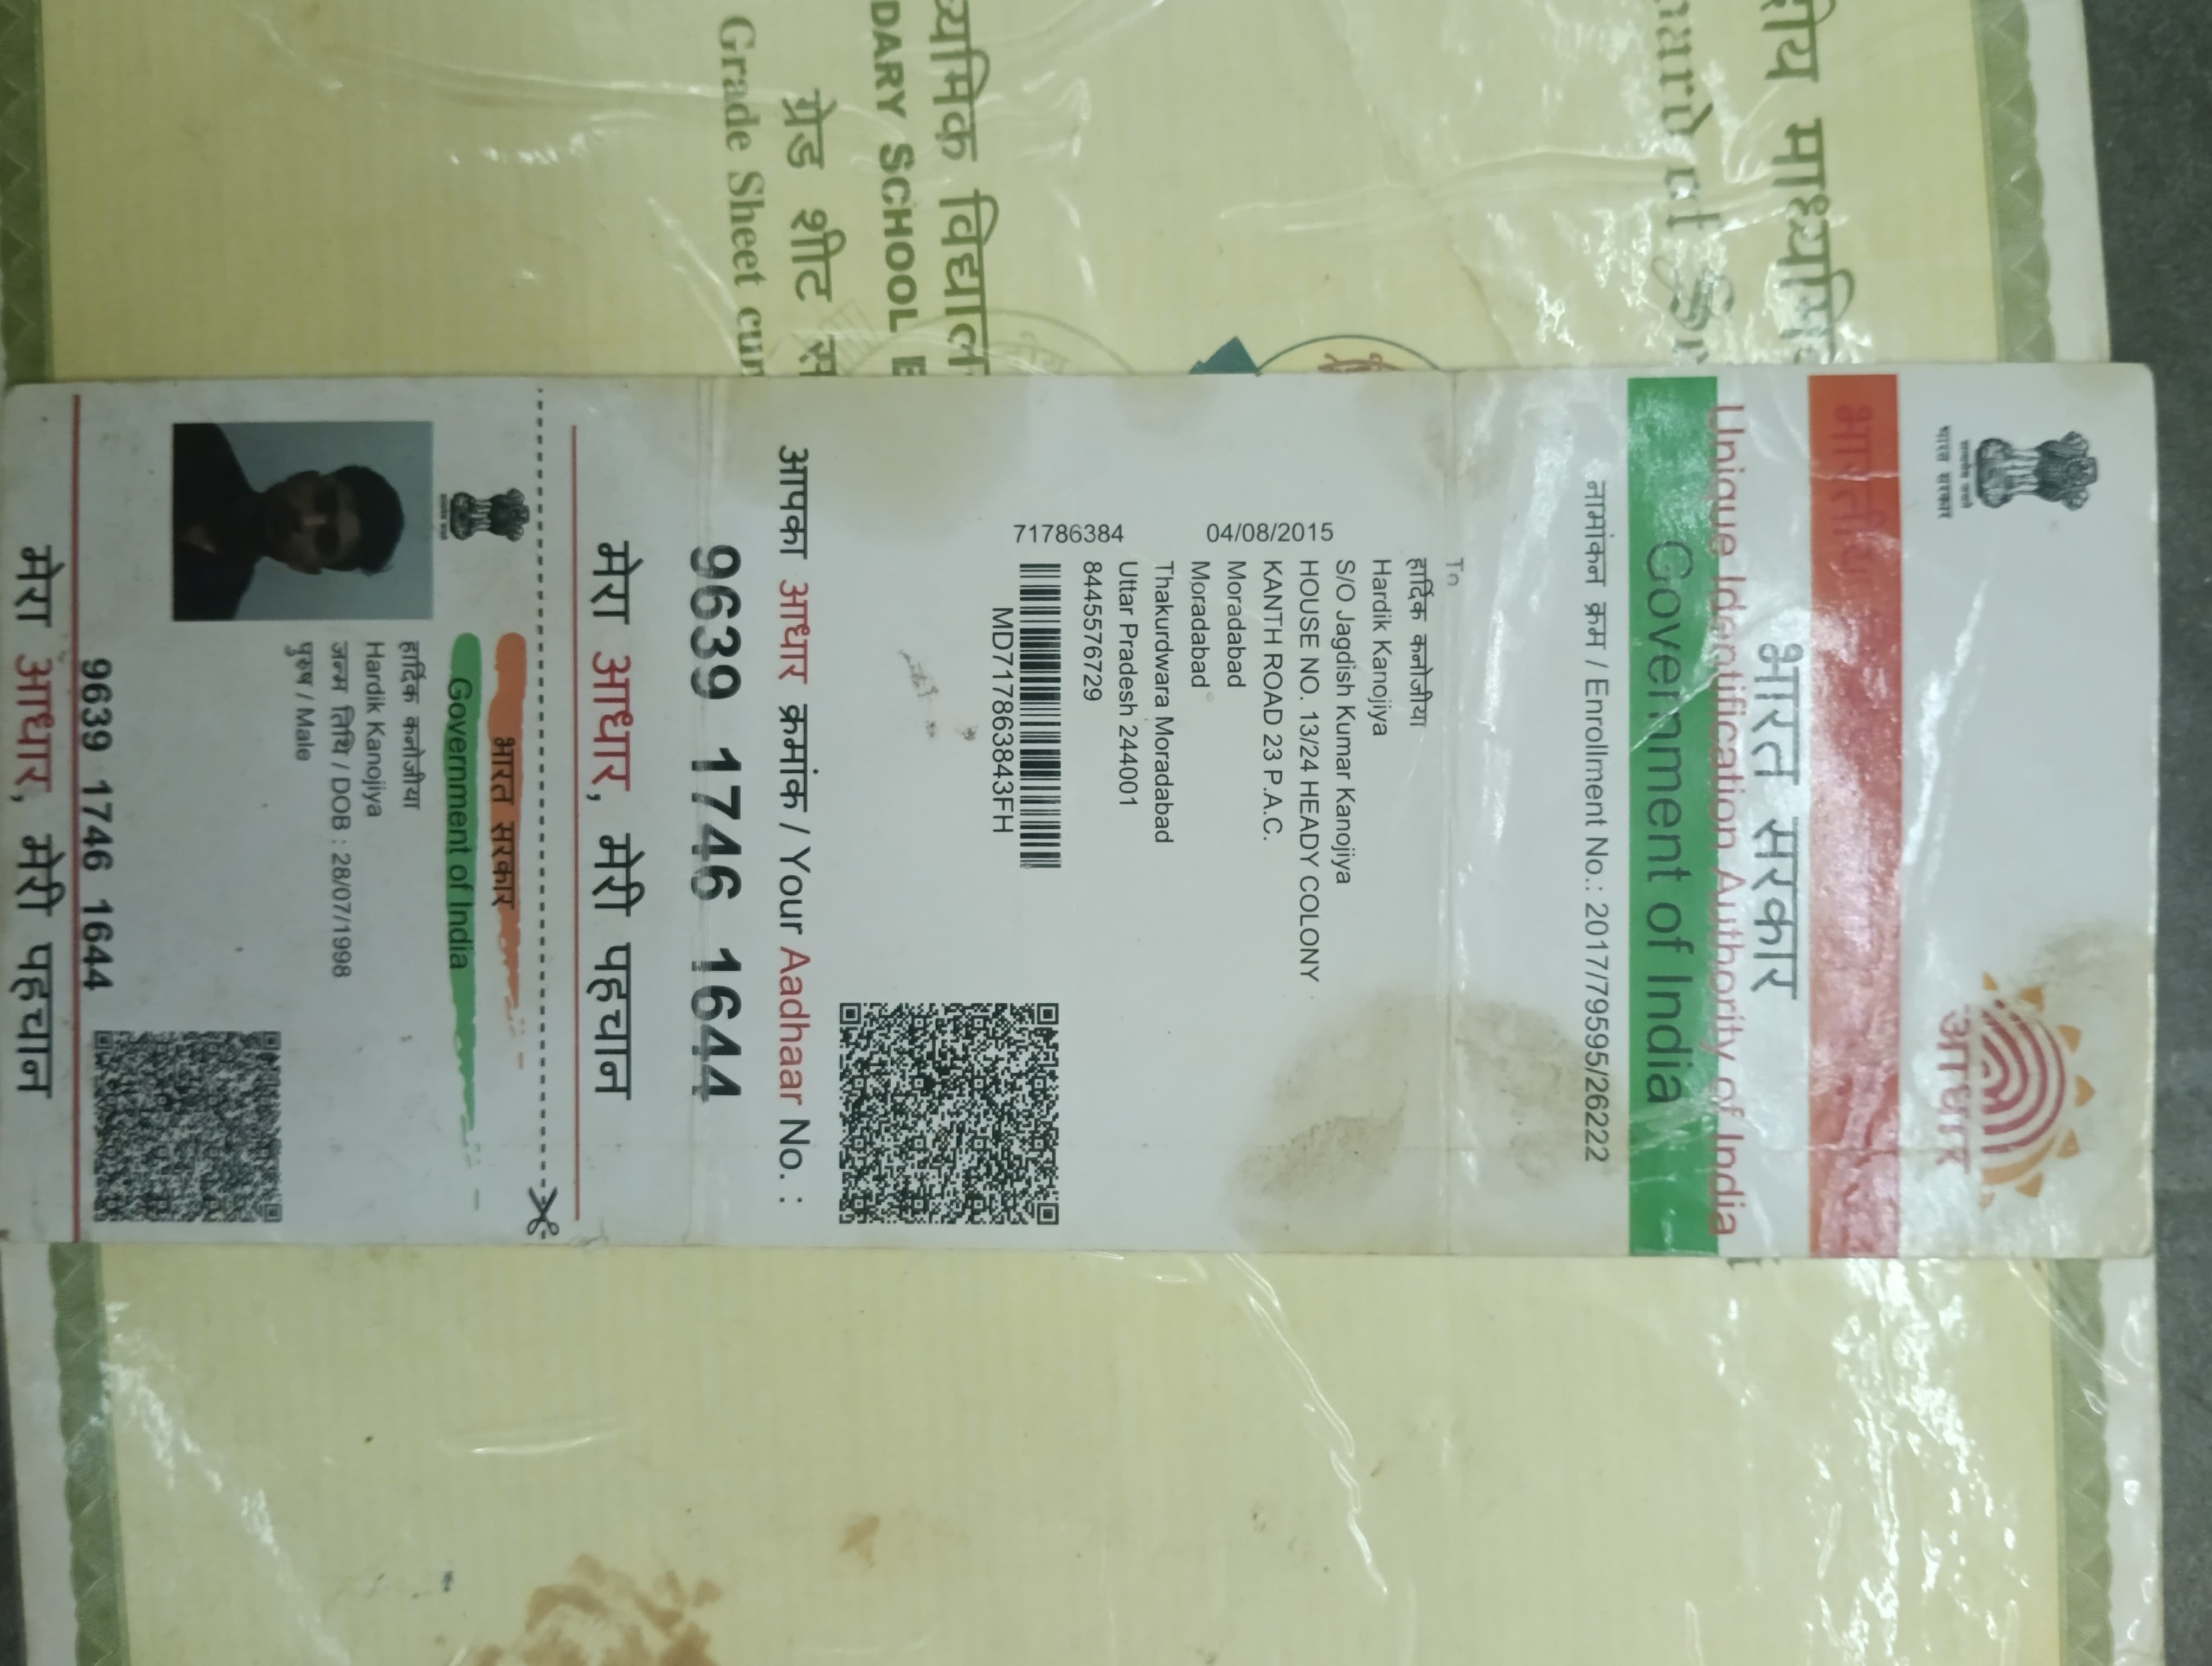 भारत सरकार
भारत सरकार
Unique Identification Authority of India
Government of India
आधार
नामांकन क्रम / Enrollment No.: 2017/79595/26222
To
हार्दिक कनोजीया
Hardik Kanojiya
S/O Jagdish Kumar Kanojiya
HOUSE NO. 13/24 HEADY COLONY
KANTH ROAD 23 P.A.C.
Moradabad
Moradabad
Thakurdwara Moradabad
Uttar Pradesh 244001
8445576729
04/08/2015
71786384
MD717863843FH
आपका आधार क्रमांक / Your Aadhaar No. :
9639 1746 1644
मेरा आधार, मेरी पहचान
भारत सरकार
Government of India
हार्दिक कनोजीया
Hardik Kanojiya
जन्म तिथि / DOB : 28/07/1998
पुरुष / Male
9639 1746 1644
मेरा आधार, मेरी पहचान
DARY SCHOOL
ग्रेड शीट
Grade Sheet